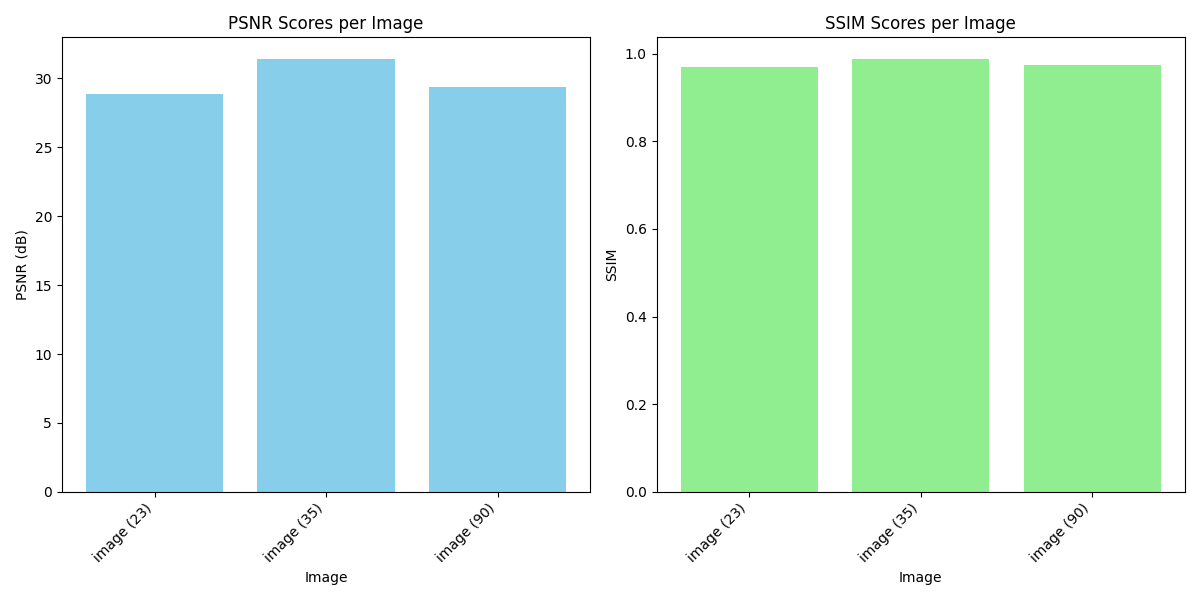 PSNR Scores per Image
PSNR (dB)
30
25
20
15
10
5
0
image (23)
image (35)
image (90)
Image
SSIM Scores per Image
SSIM
1.0
0.8
0.6
0.4
0.2
0.0
image (23)
image (35)
image (90)
Image